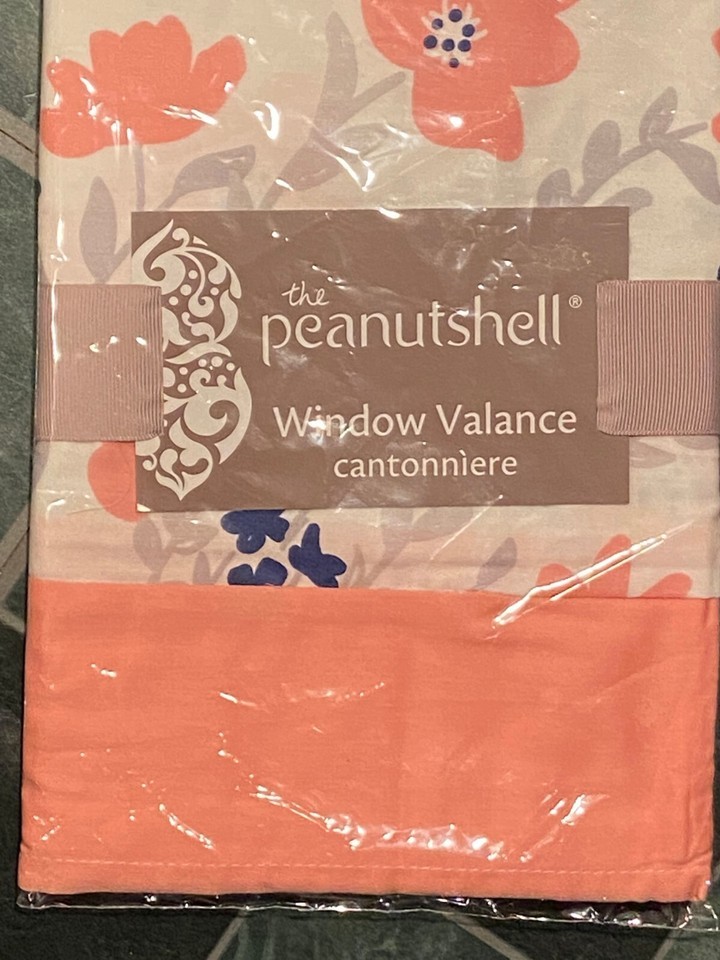 the
peanutshell®
Window Valance
cantonnìere